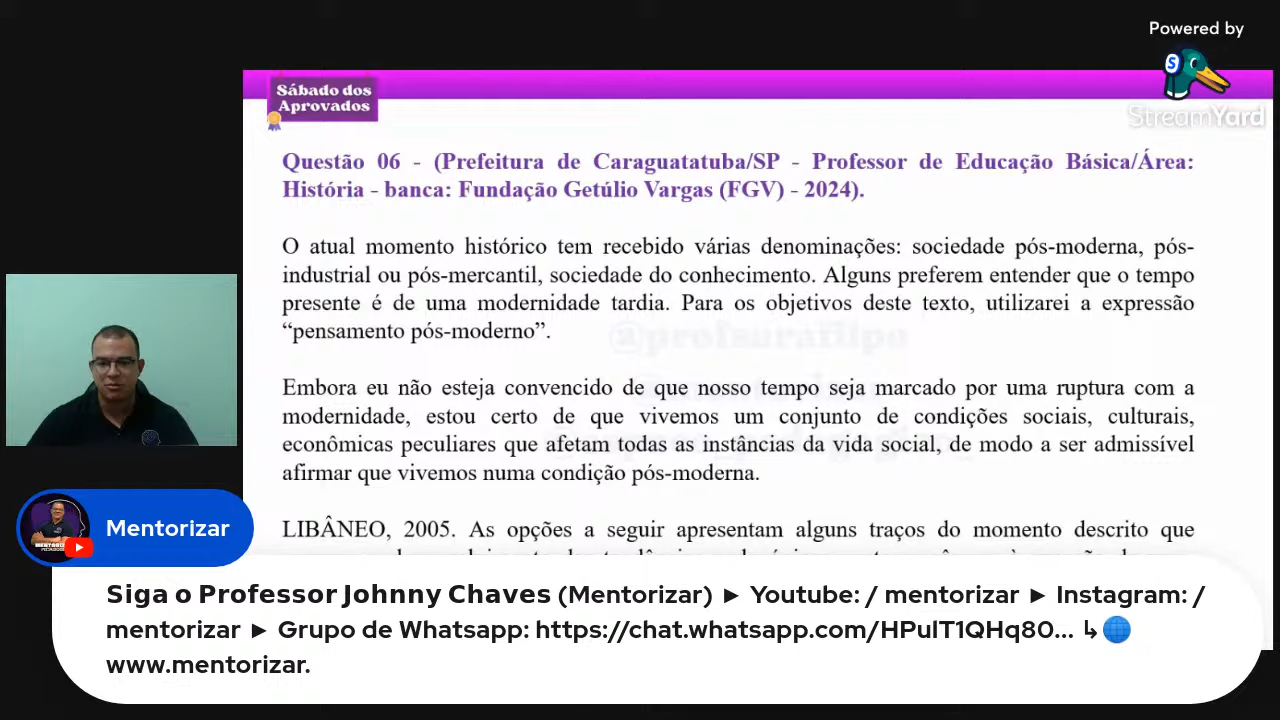 Powered by
StreamYard
Sábado dos
Aprovados
Questão 06 - (Prefeitura de Caraguatatuba/SP - Professor de Educação Básica/Área:
História - banca: Fundação Getúlio Vargas (FGV) - 2024).
O atual momento histórico tem recebido várias denominações: sociedade pós-moderna, pós-
industrial ou pós-mercantil, sociedade do conhecimento. Alguns preferem entender que o tempo
presente é de uma modernidade tardia. Para os objetivos deste texto, utilizarei a expressão
“pensamento pós-moderno”.
@profsarafilpo
Embora eu não esteja convencido de que nosso tempo seja marcado por uma ruptura com a
modernidade, estou certo de que vivemos um conjunto de condições sociais, culturais,
econômicas peculiares que afetam todas as instâncias da vida social, de modo a ser admissível
afirmar que vivemos numa condição pós-moderna.
LIBÂNEO, 2005. As opções a seguir apresentam alguns traços do momento descrito que
Mentorizar
Siga o Professor Johnny Chaves (Mentorizar) ► Youtube: / mentorizar ► Instagram: /
mentorizar ► Grupo de Whatsapp: https://chat.whatsapp.com/HPulT1QHq80... ↳🌐
www.mentorizar.